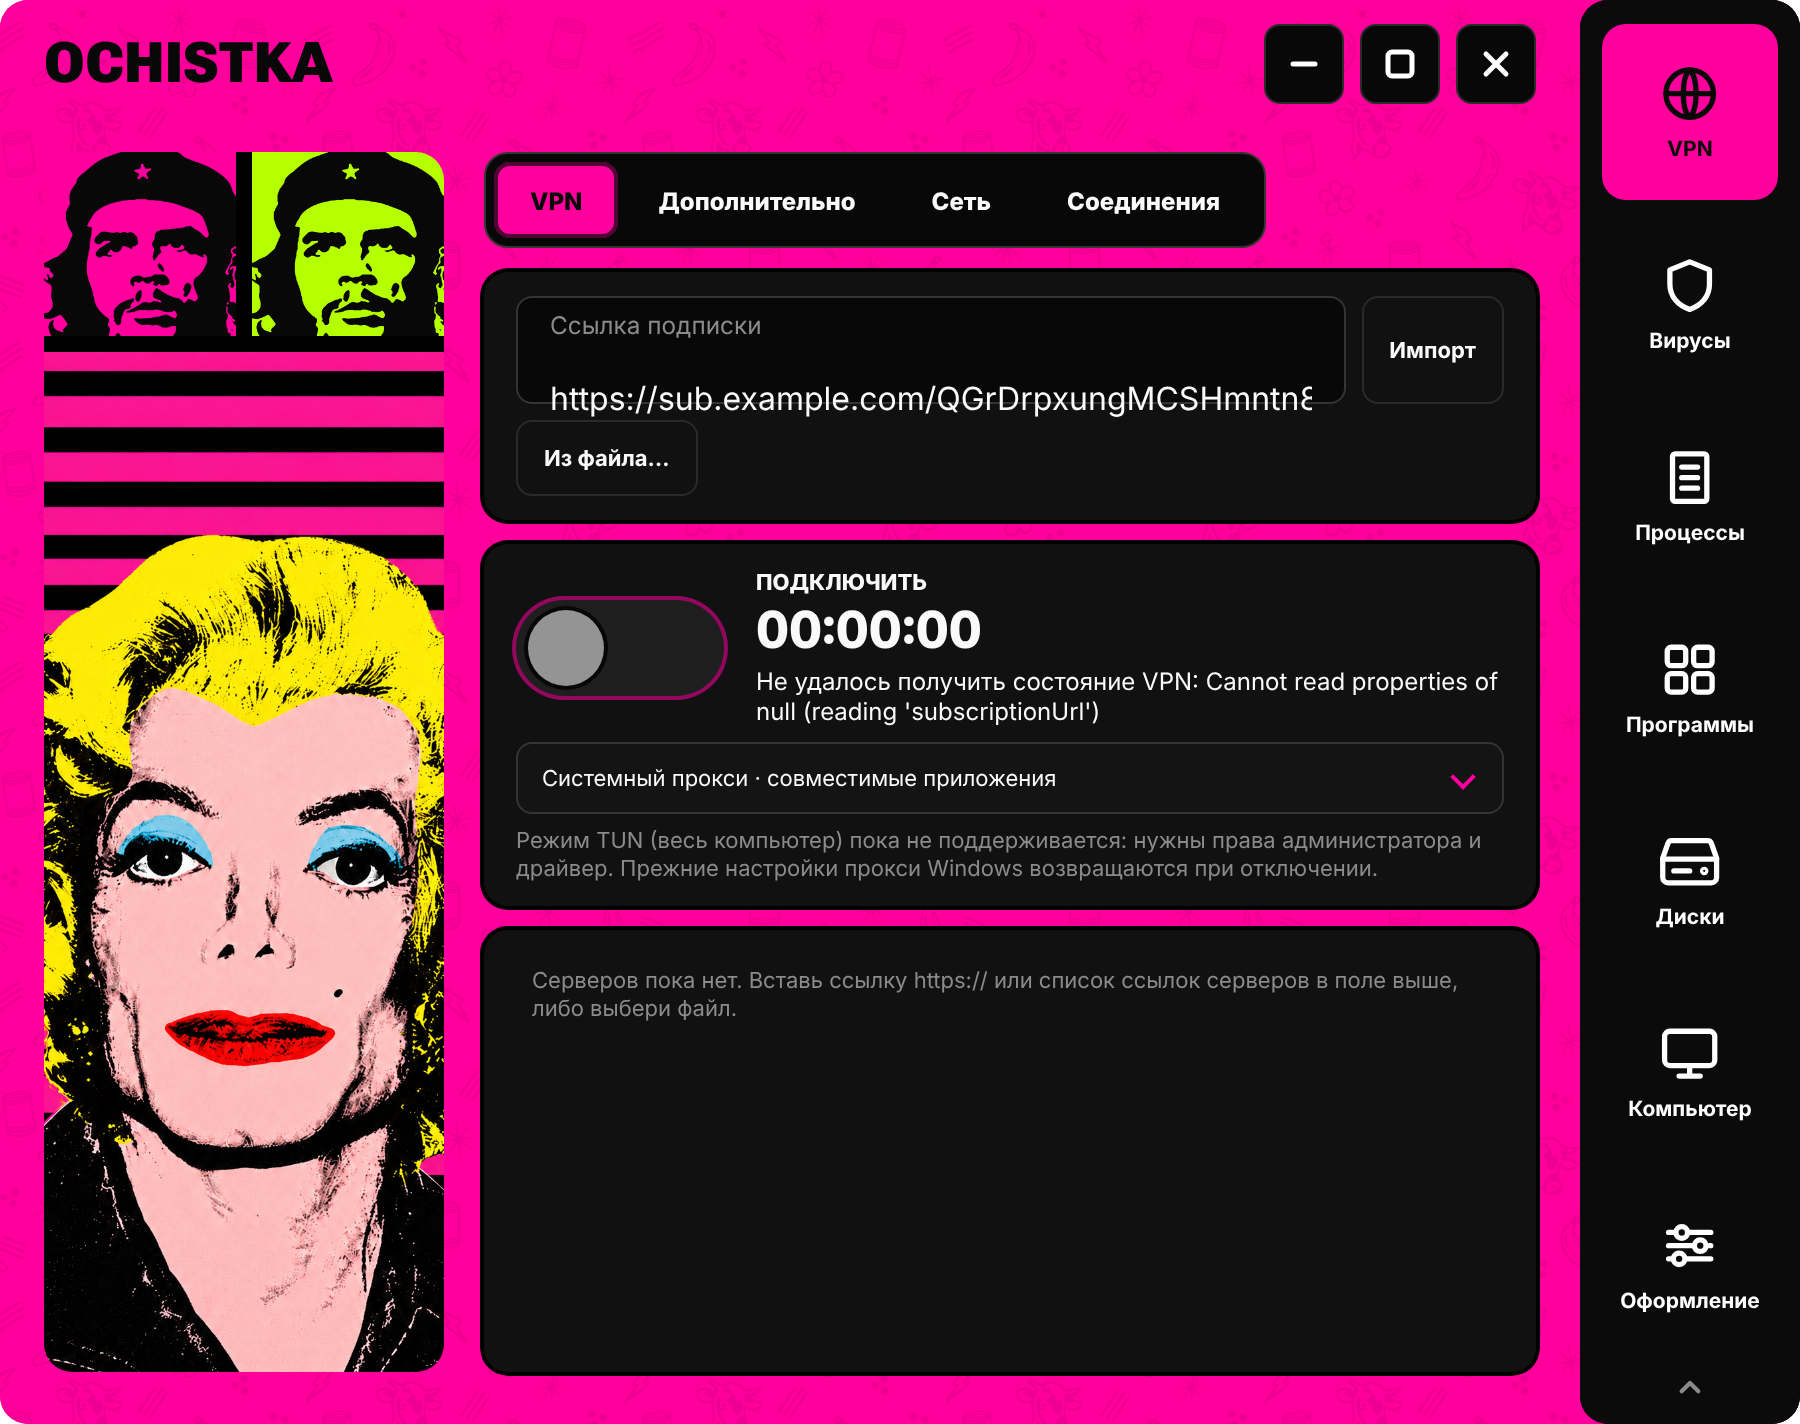 OCHISTKA
VPN
Дополнительно
Сеть
Соединения
Ссылка подписки
https://sub.example.com/QGrDrpxungMCSHmntn
Импорт
Из файла...
ПОДКЛЮЧИТЬ
00:00:00
Не удалось получить состояние VPN: Cannot read properties of
null (reading 'subscriptionUrl')
Системный прокси · совместимые приложения
Режим TUN (весь компьютер) пока не поддерживается: нужны права администратора и
драйвер. Прежние настройки прокси Windows возвращаются при отключении.
Серверов пока нет. Вставь ссылку https:// или список ссылок серверов в поле выше,
либо выбери файл.
VPN
Вирусы
Процессы
Программы
Диски
Компьютер
Оформление